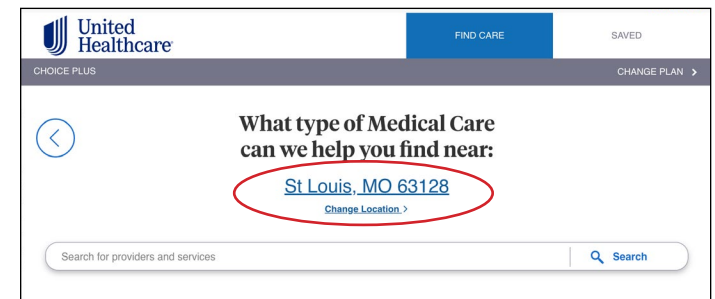 United
Healthcare
FIND CARE
SAVED
CHOICE PLUS
CHANGE PLAN >
What type of Medical Care
can we help you find near:
St Louis, MO 63128
Change Location >
Search for providers and services
Search